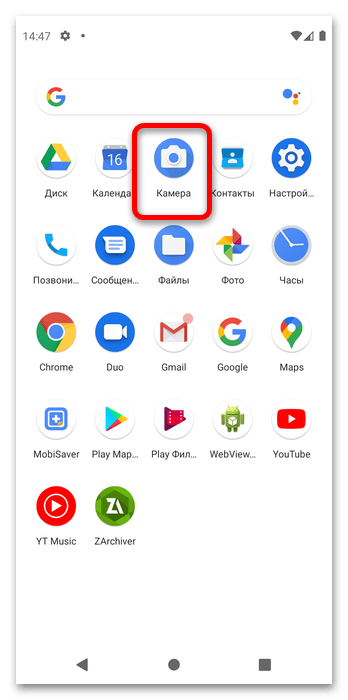 14:47
Диск Календа Камера Контакты Настрой...
Позвони... Сообщен... Файлы Фото Часы
Chrome Duo Gmail Google Maps
MobiSaver Play Мар... Play Фил... WebView... YouTube
YT Music ZArchiver
16